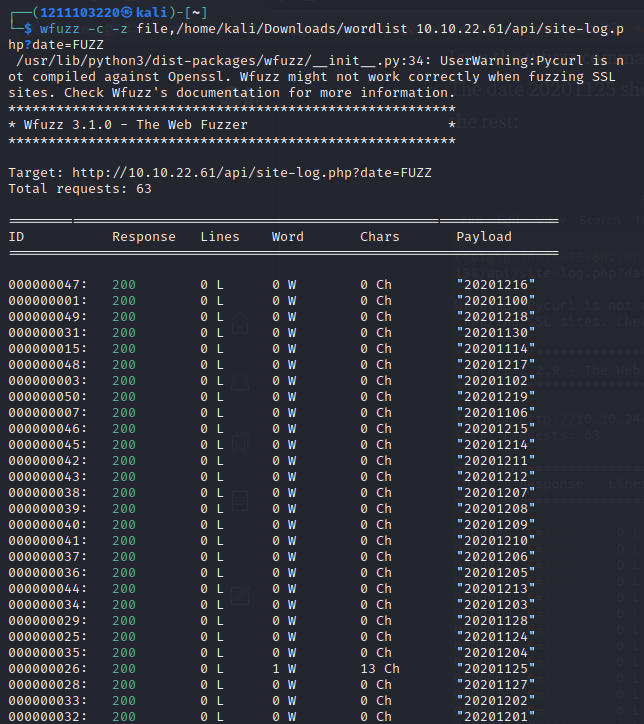 (1211103220㉿kali)-[~]
$ wfuzz -c -z file,/home/kali/Downloads/wordlist 10.10.22.61/api/site-log.p
hp?date=FUZZ
/usr/lib/python3/dist-packages/wfuzz/__init__.py:34: UserWarning:Pycurl is n
ot compiled against Openssl. Wfuzz might not work correctly when fuzzing SSL
sites. Check Wfuzz's documentation for more information.
********************************************************
* Wfuzz 3.1.0 - The Web Fuzzer *
********************************************************
Target: http://10.10.22.61/api/site-log.php?date=FUZZ
Total requests: 63
=====================================================================
ID Response Lines Word Chars Payload
=====================================================================
000000047: 200 0 L 0 W 0 Ch "20201216"
000000001: 200 0 L 0 W 0 Ch "20201100"
000000049: 200 0 L 0 W 0 Ch "20201218"
000000031: 200 0 L 0 W 0 Ch "20201130"
000000015: 200 0 L 0 W 0 Ch "20201114"
000000048: 200 0 L 0 W 0 Ch "20201217"
000000003: 200 0 L 0 W 0 Ch "20201102"
000000050: 200 0 L 0 W 0 Ch "20201219"
000000007: 200 0 L 0 W 0 Ch "20201106"
000000046: 200 0 L 0 W 0 Ch "20201215"
000000045: 200 0 L 0 W 0 Ch "20201214"
000000042: 200 0 L 0 W 0 Ch "20201211"
000000043: 200 0 L 0 W 0 Ch "20201212"
000000038: 200 0 L 0 W 0 Ch "20201207"
000000039: 200 0 L 0 W 0 Ch "20201208"
000000040: 200 0 L 0 W 0 Ch "20201209"
000000041: 200 0 L 0 W 0 Ch "20201210"
000000037: 200 0 L 0 W 0 Ch "20201206"
000000036: 200 0 L 0 W 0 Ch "20201205"
000000044: 200 0 L 0 W 0 Ch "20201213"
000000034: 200 0 L 0 W 0 Ch "20201203"
000000029: 200 0 L 0 W 0 Ch "20201128"
000000025: 200 0 L 0 W 0 Ch "20201124"
000000035: 200 0 L 0 W 0 Ch "20201204"
000000026: 200 0 L 1 W 13 Ch "20201125"
000000028: 200 0 L 0 W 0 Ch "20201127"
000000033: 200 0 L 0 W 0 Ch "20201202"
000000032: 200 0 L 0 W 0 Ch "20201201"